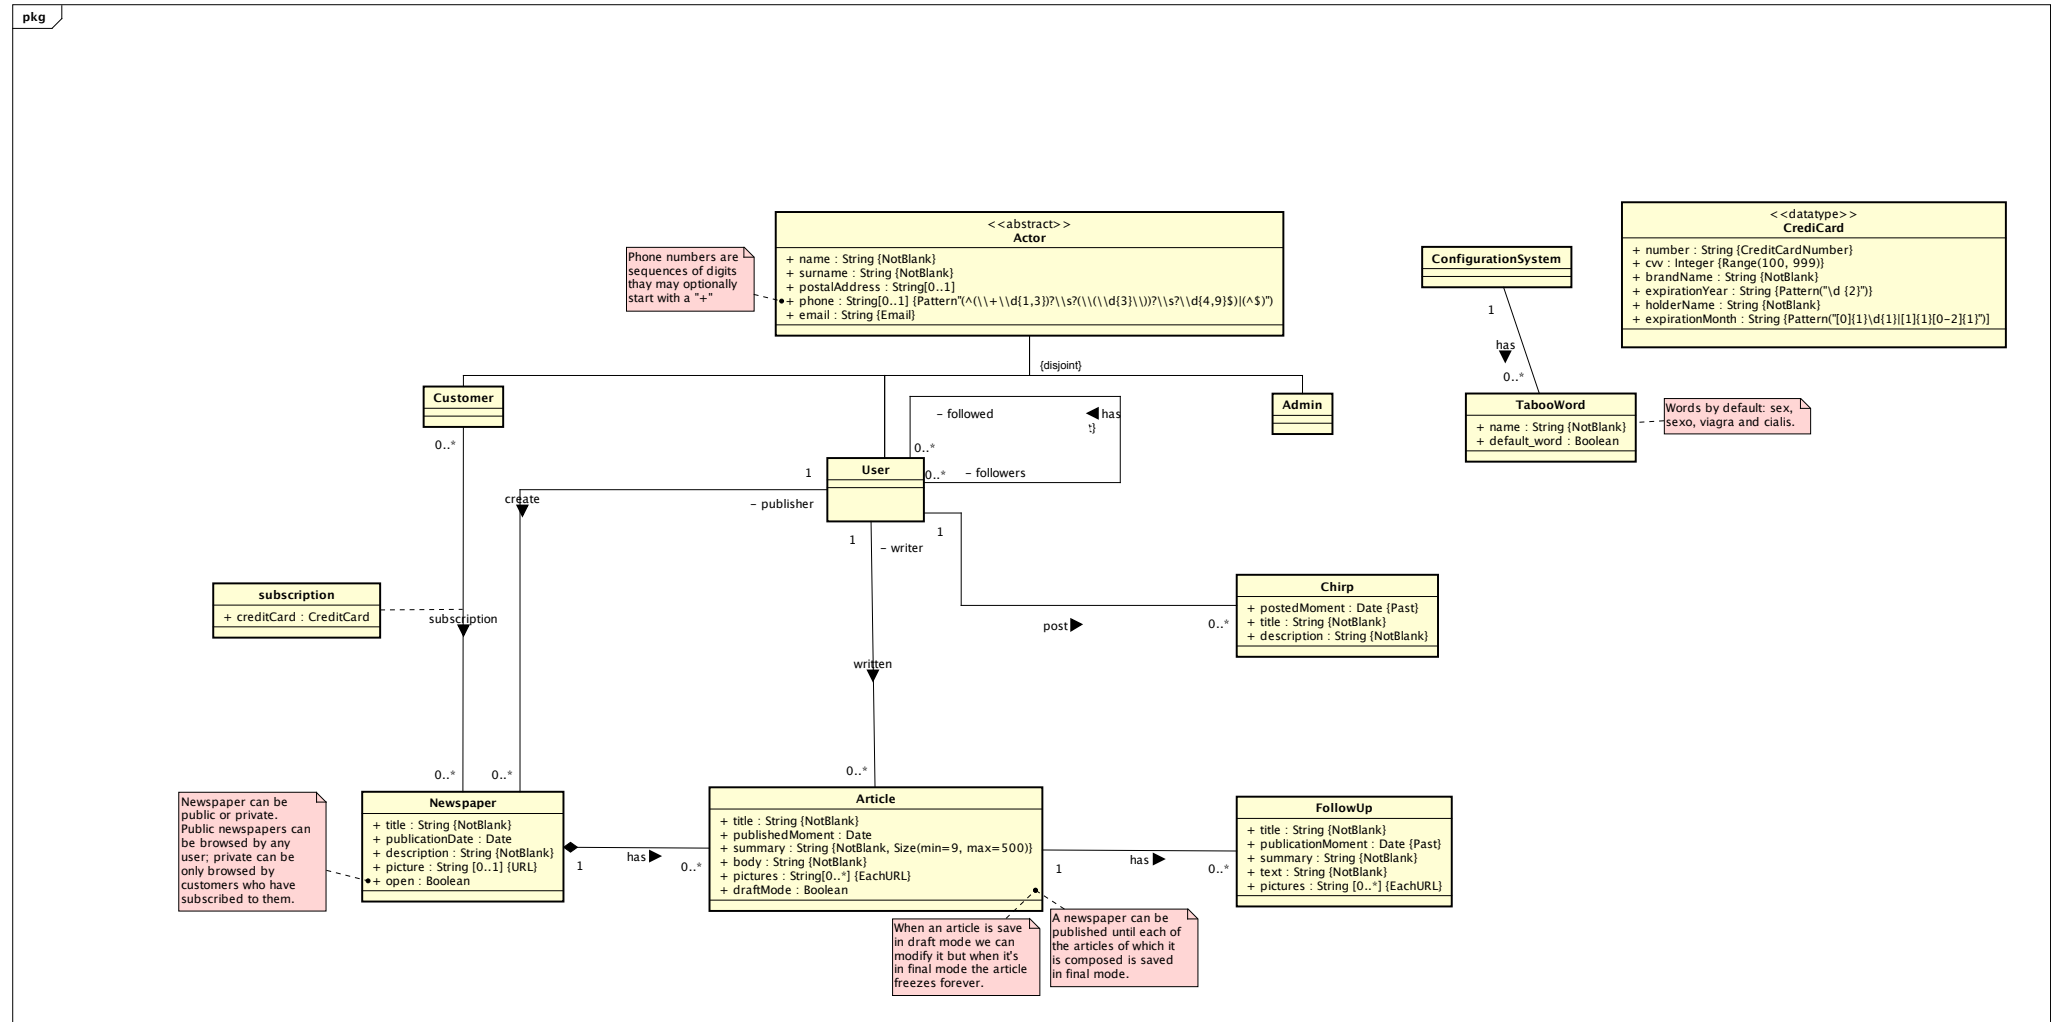 pkg
<<abstract>>
Actor
+ name : String {NotBlank}
+ surname : String {NotBlank}
+ postalAddress : String[0..1]
+ phone : String[0..1] {Pattern"(^(\\+\\d{1,3})?\\s?(\\(\\d{3}\\))?\\s?\\d{4,9}$)|(^$)")
+ email : String {Email}
Phone numbers are
sequences of digits
thay may optionally
start with a "+"
<<datatype>>
CrediCard
+ number : String {CreditCardNumber}
+ cvv : Integer {Range(100, 999)}
+ brandName : String {NotBlank}
+ expirationYear : String {Pattern("\d {2}")}
+ holderName : String {NotBlank}
+ expirationMonth : String {Pattern("[0]{1}\d{1}|[1]{1}[0-2]{1}")]
ConfigurationSystem
1
has
0..*
TabooWord
+ name : String {NotBlank}
+ default_word : Boolean
Words by default: sex,
sexo, viagra and cialis.
{disjoint}
Customer
0..*
Admin
- followed
has
:}
0..*
User
0..*
- followers
1
- publisher
create
1
- writer
1
subscription
+ creditCard : CreditCard
subscription
Chirp
+ postedMoment : Date {Past}
+ title : String {NotBlank}
+ description : String {NotBlank}
post
0..*
written
0..*
0..*
0..*
Newspaper can be
public or private.
Public newspapers can
be browsed by any
user; private can be
only browsed by
customers who have
subscribed to them.
Newspaper
+ title : String {NotBlank}
+ publicationDate : Date
+ description : String {NotBlank}
+ picture : String [0..1] {URL}
+ open : Boolean
1
has
0..*
Article
+ title : String {NotBlank}
+ publishedMoment : Date
+ summary : String {NotBlank, Size(min=9, max=500)}
+ body : String {NotBlank}
+ pictures : String[0..*] {EachURL}
+ draftMode : Boolean
1
has
0..*
FollowUp
+ title : String {NotBlank}
+ publicationMoment : Date {Past}
+ summary : String {NotBlank}
+ text : String {NotBlank}
+ pictures : String [0..*] {EachURL}
When an article is save
in draft mode we can
modify it but when it's
in final mode the article
freezes forever.
A newspaper can be
published until each of
the articles of which it
is composed is saved
in final mode.